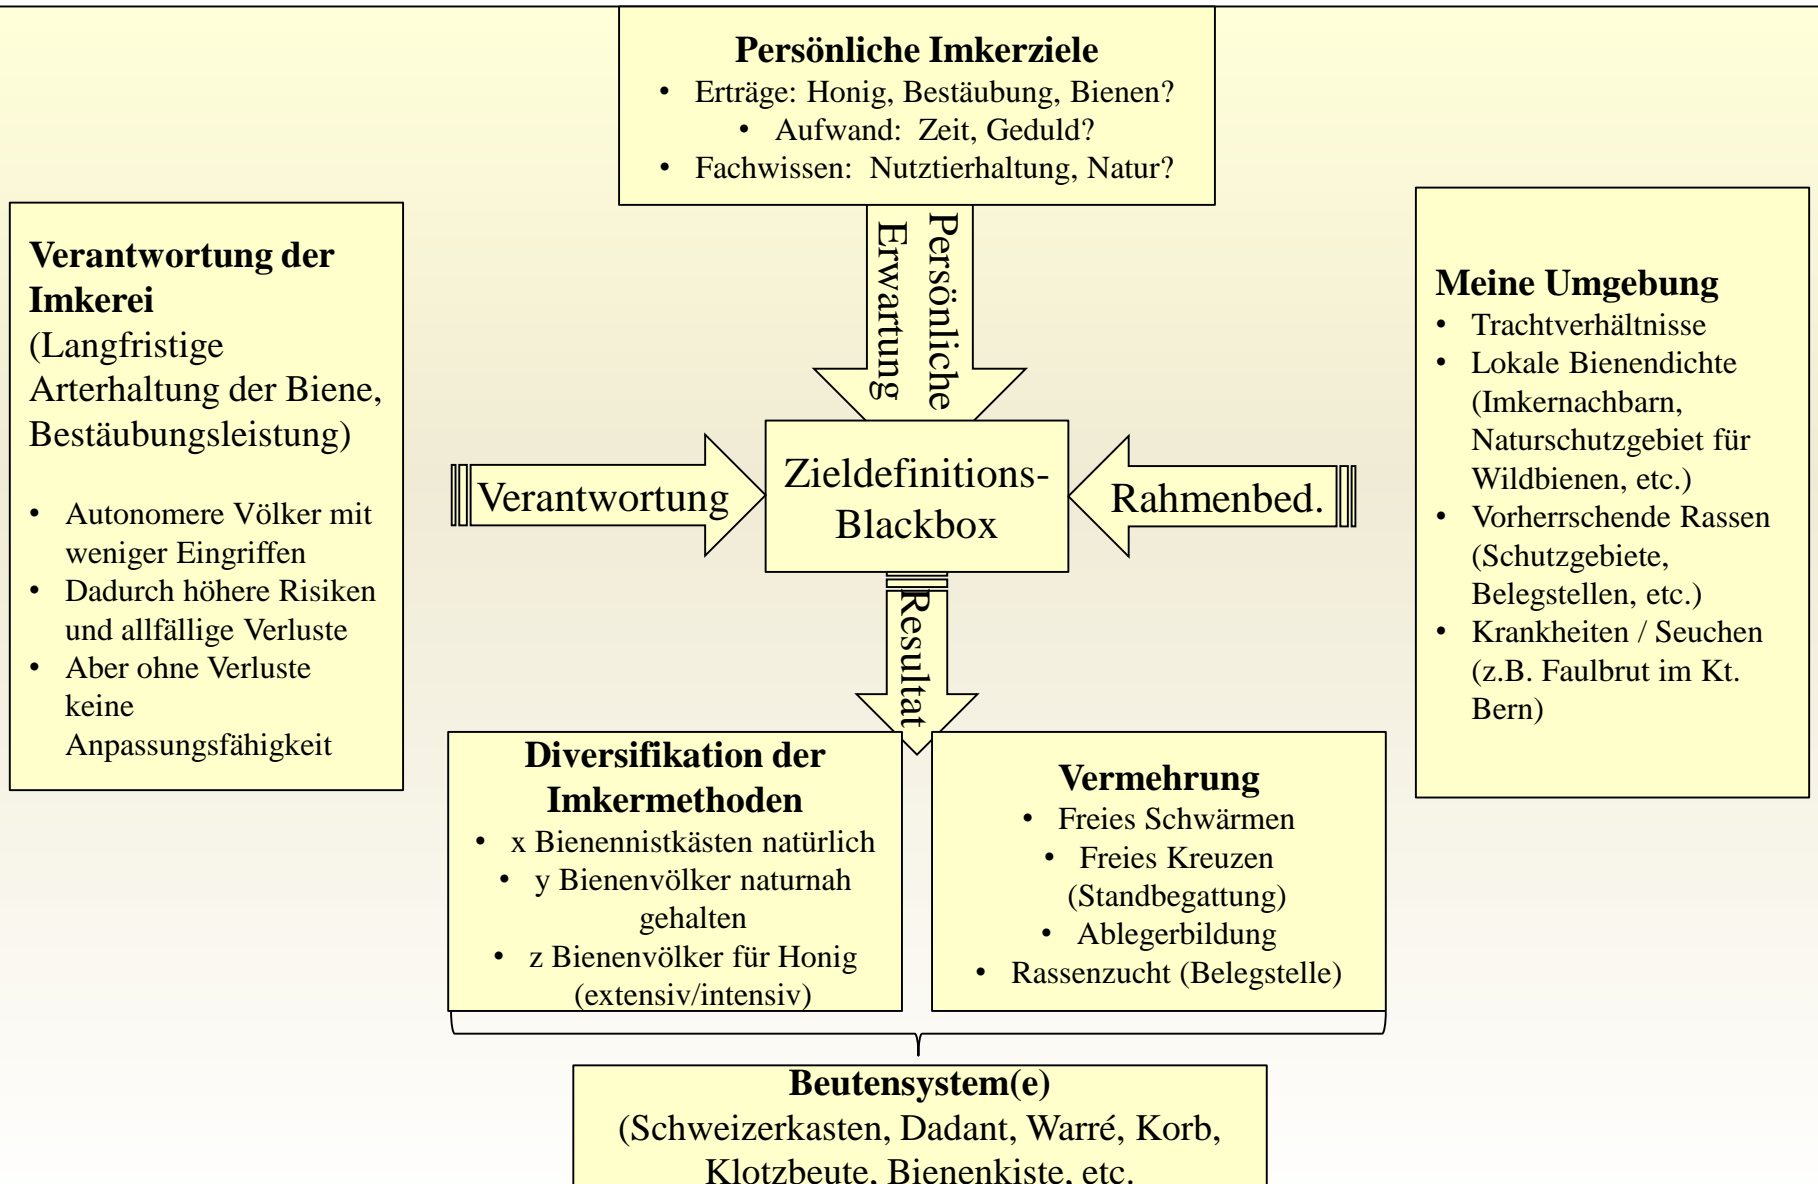 Persönliche Imkerziele
• Erträge: Honig, Bestäubung, Bienen?
• Aufwand: Zeit, Geduld?
• Fachwissen: Nutztierhaltung, Natur?
Persönliche
Erwartung
Verantwortung der
Imkerei
(Langfristige
Arterhaltung der Biene,
Bestäubungsleistung)
• Autonomere Völker mit
weniger Eingriffen
• Dadurch höhere Risiken
und allfällige Verluste
• Aber ohne Verluste
keine
Anpassungsfähigkeit
Verantwortung
Zieldefinitions-
Blackbox
Rahmenbed.
Meine Umgebung
• Trachtverhältnisse
• Lokale Bienendichte
(Imkernachbarn,
Naturschutzgebiet für
Wildbienen, etc.)
• Vorherrschende Rassen
(Schutzgebiete,
Belegstellen, etc.)
• Krankheiten / Seuchen
(z.B. Faulbrut im Kt.
Bern)
Resultat
Diversifikation der
Imkermethoden
• x Bienennistkästen natürlich
• y Bienenvölker naturnah
gehalten
• z Bienenvölker für Honig
(extensiv/intensiv)
Vermehrung
• Freies Schwärmen
• Freies Kreuzen
(Standbegattung)
• Ablegerbildung
• Rassenzucht (Belegstelle)
Beutensystem(e)
(Schweizerkasten, Dadant, Warré, Korb,
Klotzbeute, Bienenkiste, etc.